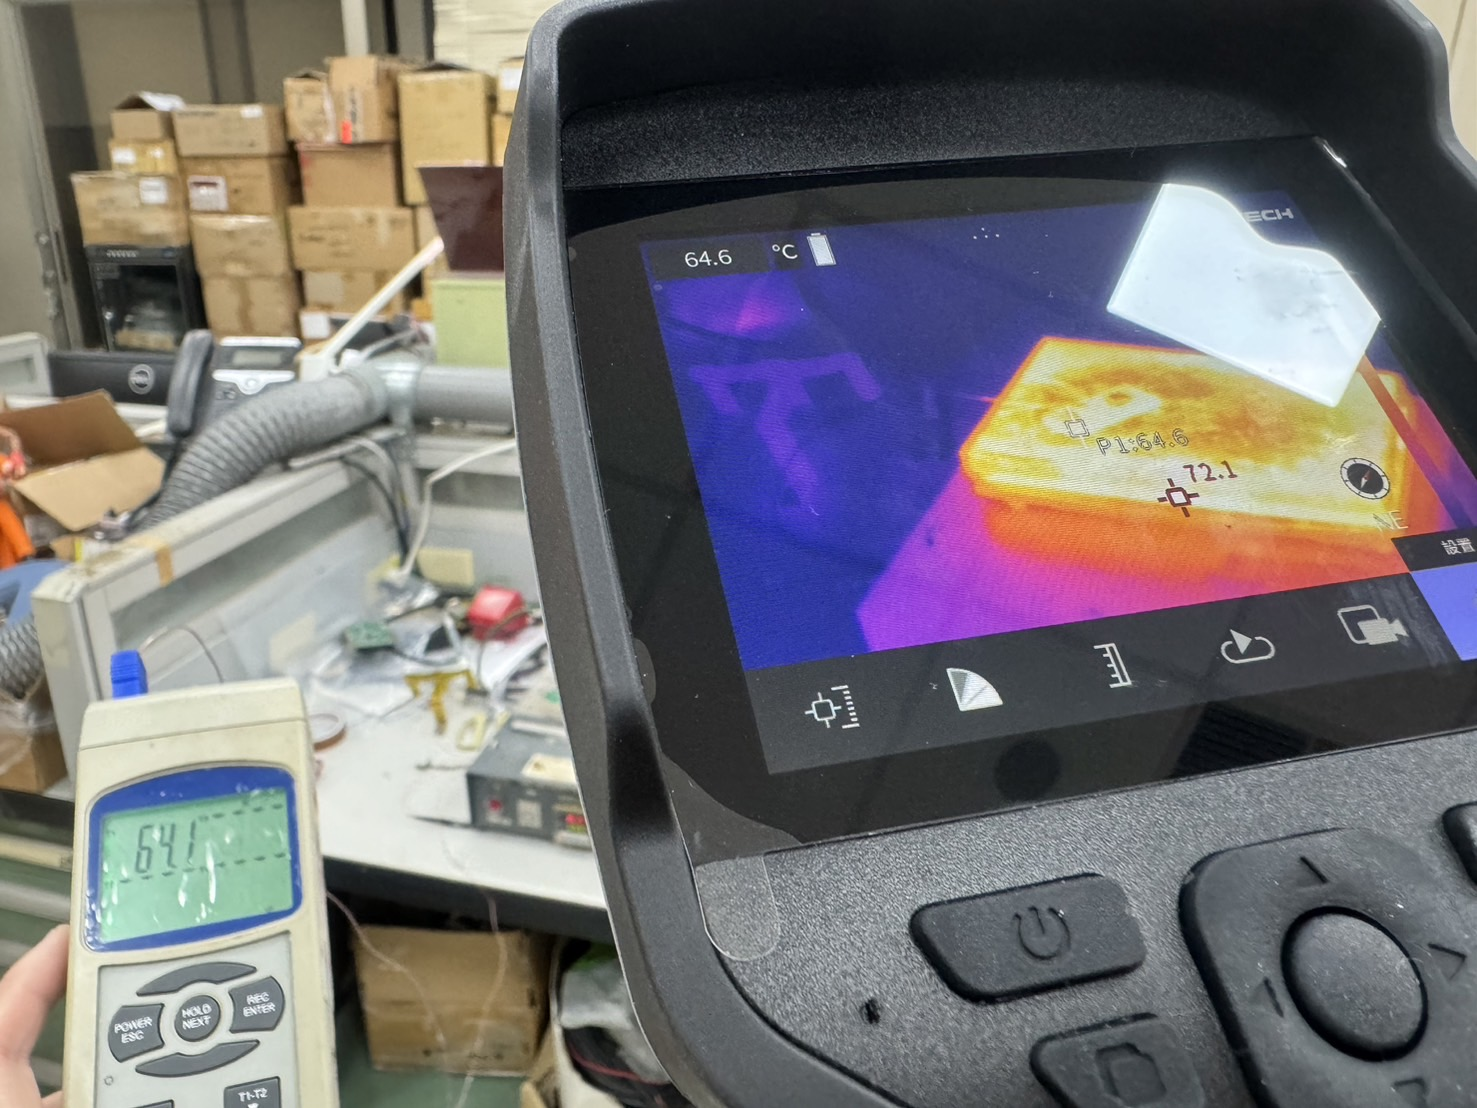 64.6 °C
ECH
P1:64.6
72.1
NE
設置
DELL
64.1
POWER
ESC
HOLD
NEXT
REC
ENTER
T1-T2